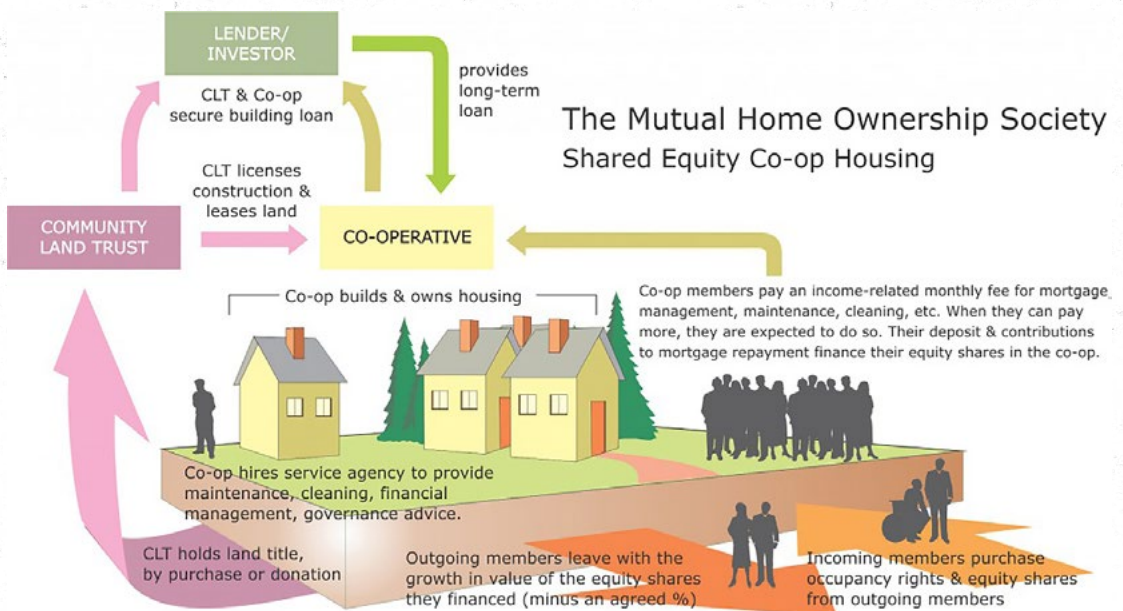 LENDER/
INVESTOR
CLT & Co-op
secure building loan
provides
long-term
loan
The Mutual Home Ownership Society
Shared Equity Co-op Housing
CLT licenses
construction &
leases land
COMMUNITY
LAND TRUST
CO-OPERATIVE
Co-op builds & owns housing
Co-op members pay an income-related monthly fee for mortgage
management, maintenance, cleaning, etc. When they can pay
more, they are expected to do so. Their deposit & contributions
to mortgage repayment finance their equity shares in the co-op.
Co-op hires service agency to provide
maintenance, cleaning, financial
management, governance advice.
CLT holds land title,
by purchase or donation
Outgoing members leave with the
growth in value of the equity shares
they financed (minus an agreed %)
Incoming members purchase
occupancy rights & equity shares
from outgoing members